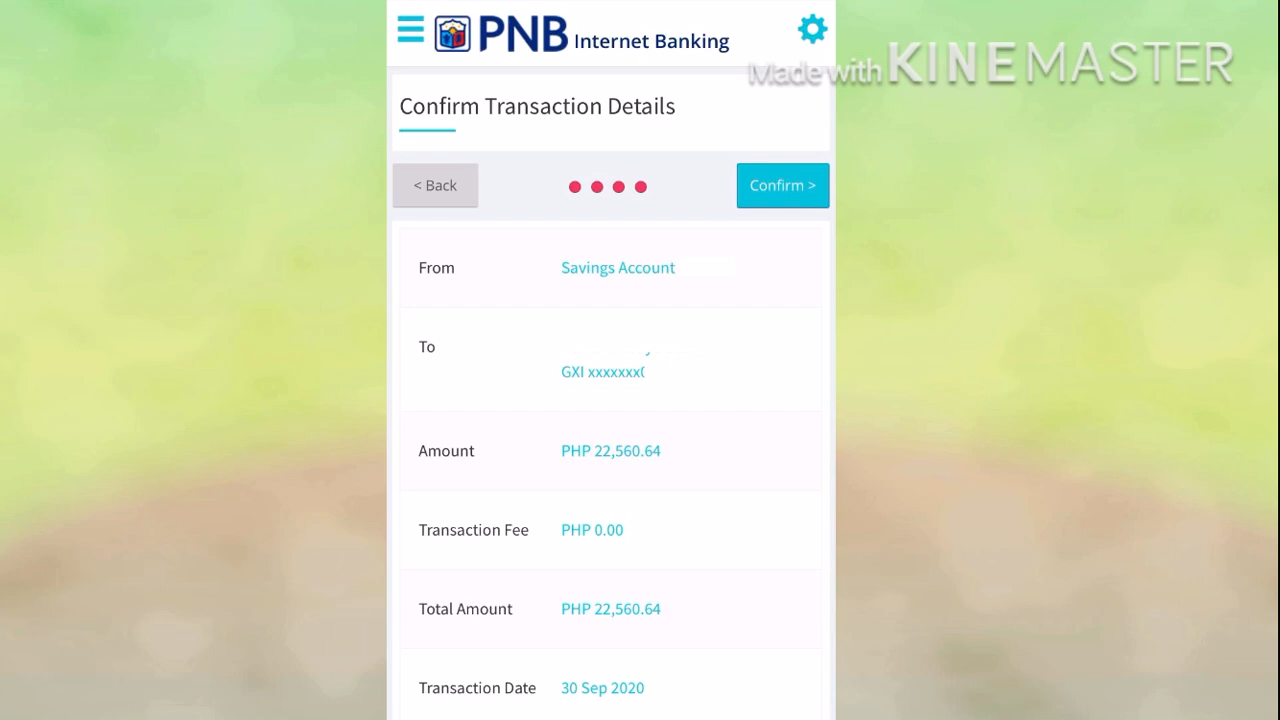 PNB Internet Banking
Made with KINEMASTER
Confirm Transaction Details
< Back
Confirm >
From Savings Account
To
GXI xxxxxxx
Amount PHP 22,560.64
Transaction Fee PHP 0.00
Total Amount PHP 22,560.64
Transaction Date 30 Sep 2020